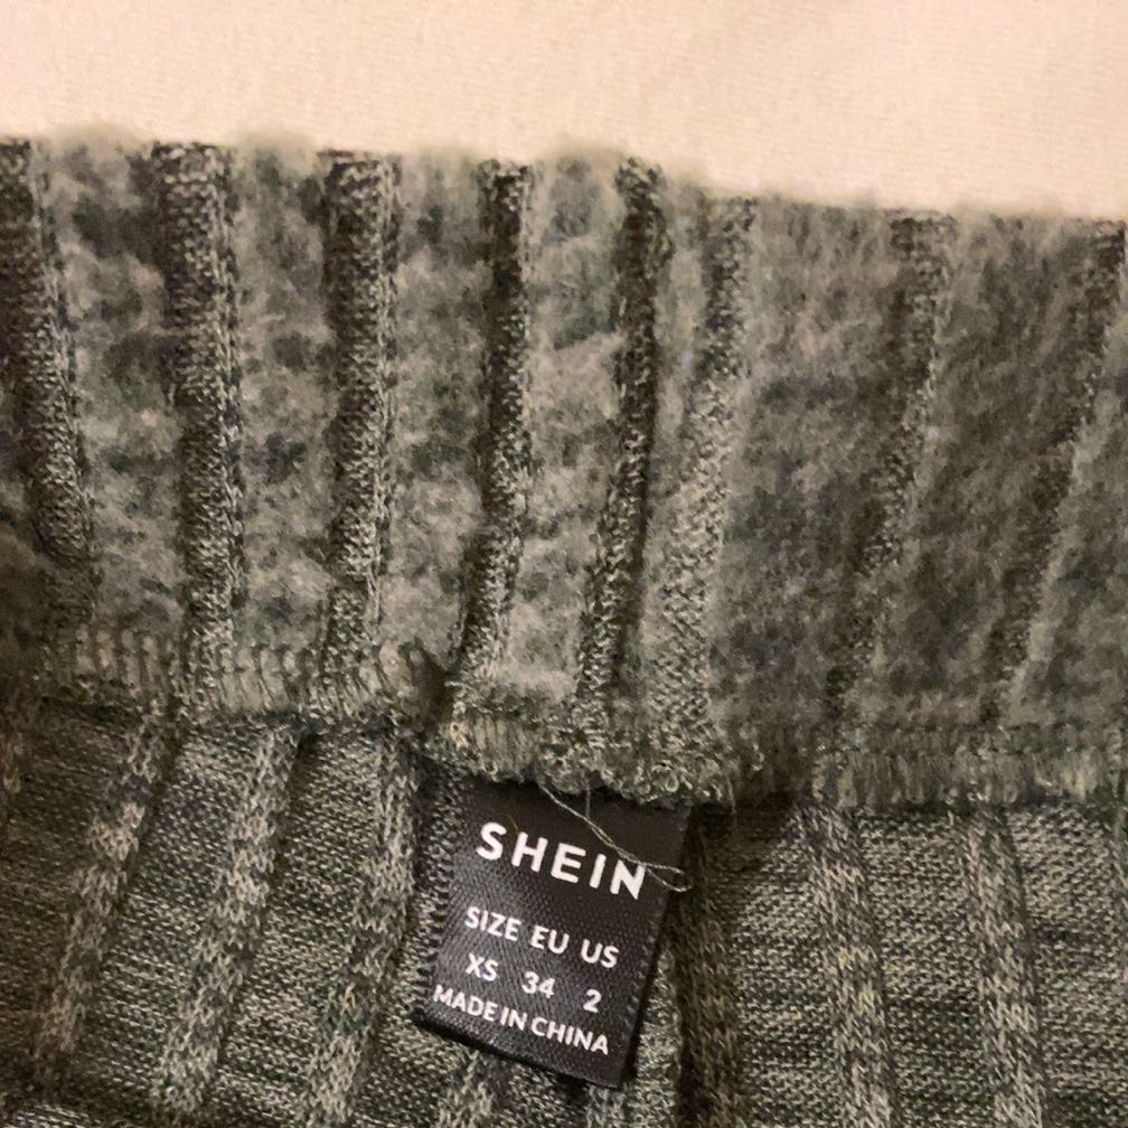 SHEIN
SIZE EU US
XS 34 2
MADE IN CHINA